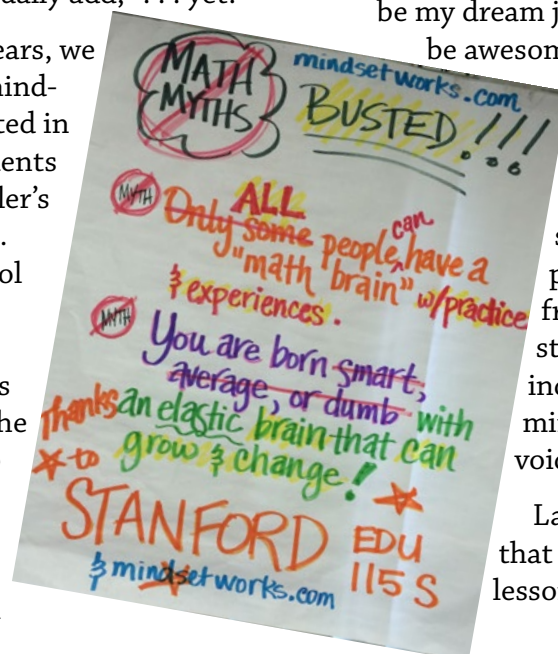 ually add, ". . . yet."
ears, we
mind-
ted in
ents
ler's
.
ol
s
he
be my dream j
be awesom
MATH
MYTHS
mindsetworks.com
BUSTED!!!
MYTH
ALL
Only some people can have a
"math brain" w/practice
& experiences.
MYTH
You are born smart,
average, or dumb with
an elastic brain that can
grow & change!
Thanks
to
STANFORD EDU
115 S
& mindsetworks.com
s
p
fr
st
inc
min
voic
La
that
lesso